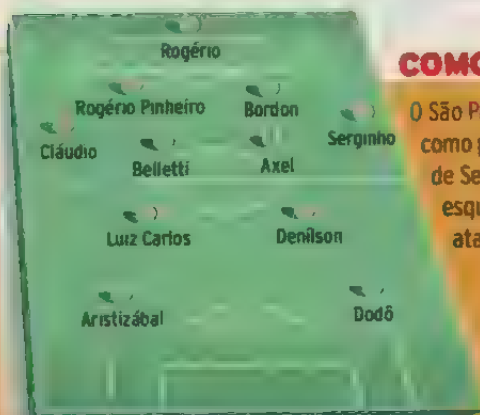 Rogério
COMO
Rogério Pinheiro Bordon
O São P
Cláudio Serginho
como p
Belletti Axel
de Se
esqu
Luiz Carlos Denílson
ata
Aristizábal Dodô